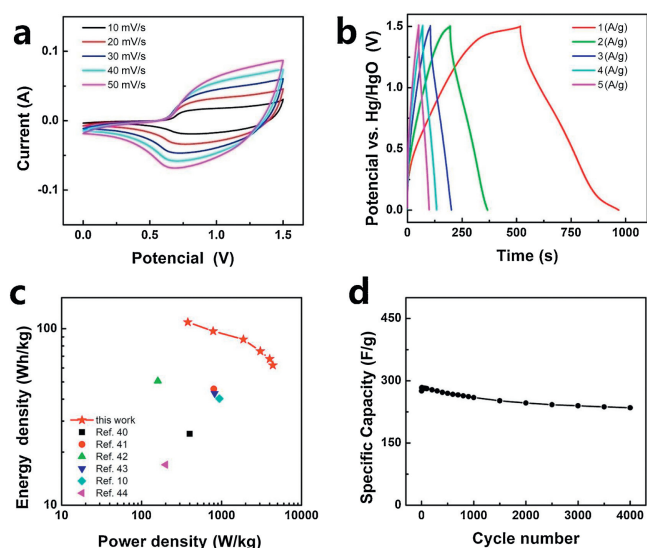 a
10 mV/s
20 mV/s
30 mV/s
40 mV/s
50 mV/s
0.1
0.0
-0.1
0.0
0.5
1.0
1.5
Current (A)
Potencial (V)
b
1 (A/g)
2 (A/g)
3 (A/g)
4 (A/g)
5 (A/g)
1.5
1.0
0.5
0.0
0
250
500
750
1000
Potencial vs. Hg/HgO (V)
Time (s)
c
100
10
this work
Ref. 40
Ref. 41
Ref. 42
Ref. 43
Ref. 10
Ref. 44
10
100
1000
10000
Energy density (Wh/kg)
Power density (W/kg)
d
450
300
150
0
0
500
1000
1500
2000
2500
3000
3500
4000
Specific Capacity (F/g)
Cycle number